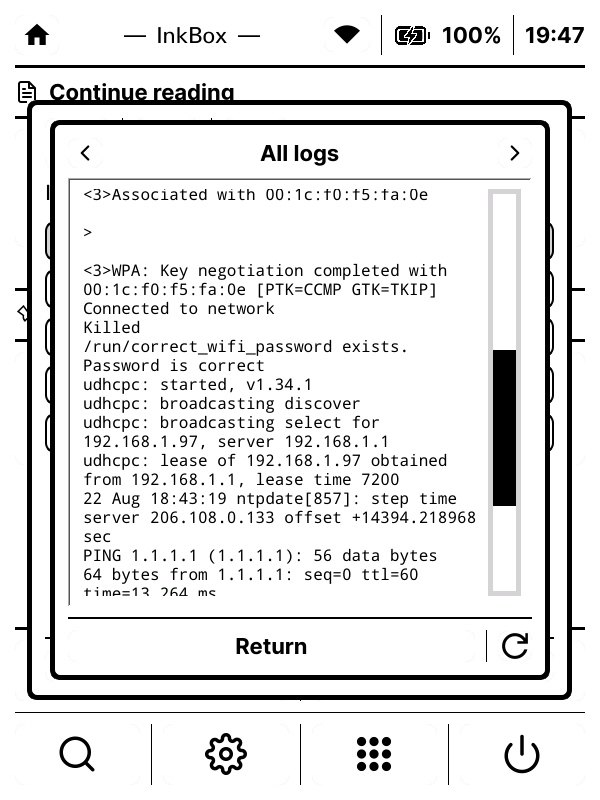 — InkBox —
100%
19:47
Continue reading
All logs
<3>Associated with 00:1c:f0:f5:fa:0e
>
<3>WPA: Key negotiation completed with
00:1c:f0:f5:fa:0e [PTK=CCMP GTK=TKIP]
Connected to network
Killed
/run/correct_wifi_password exists.
Password is correct
udhcpc: started, v1.34.1
udhcpc: broadcasting discover
udhcpc: broadcasting select for
192.168.1.97, server 192.168.1.1
udhcpc: lease of 192.168.1.97 obtained
from 192.168.1.1, lease time 7200
22 Aug 18:43:19 ntpdate[857]: step time
server 206.108.0.133 offset +14394.218968
sec
PING 1.1.1.1 (1.1.1.1): 56 data bytes
64 bytes from 1.1.1.1: seq=0 ttl=60
time=13.264 ms
Return